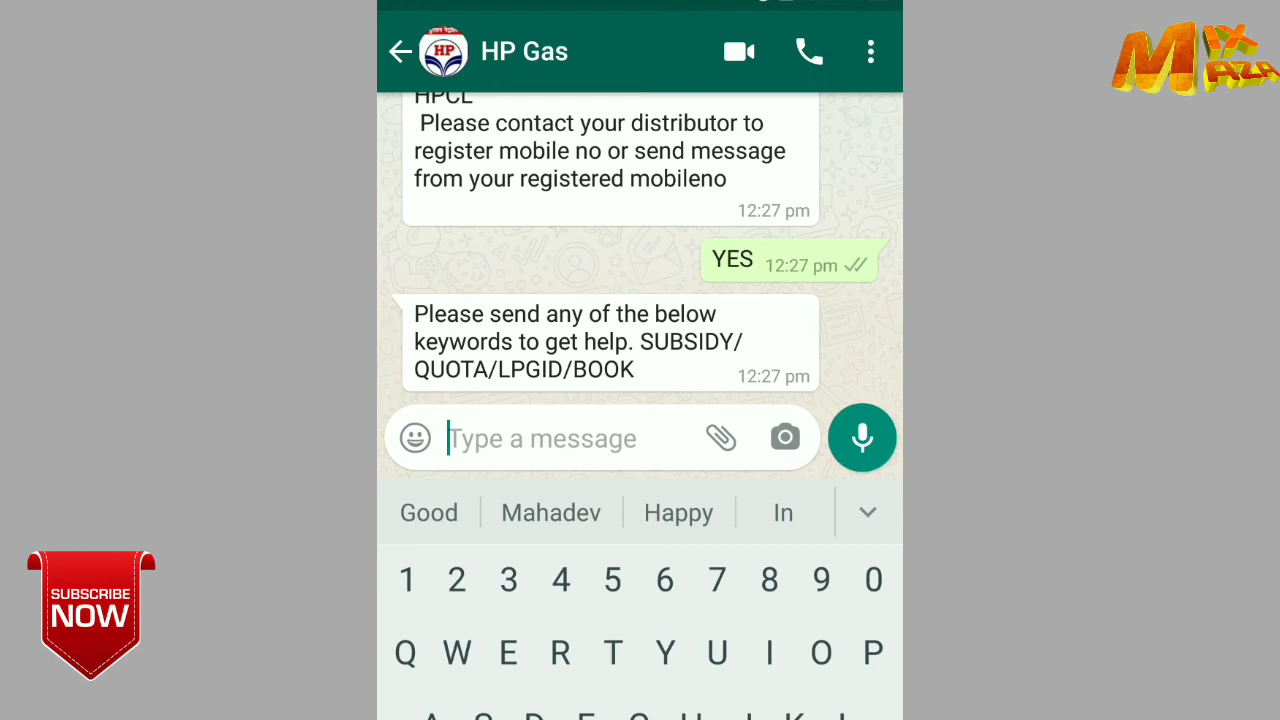 HP Gas
HP
MIX
MAZA
HPCL
Please contact your distributor to
register mobile no or send message
from your registered mobileno
12:27 pm
YES 12:27 pm
Please send any of the below
keywords to get help. SUBSIDY/
QUOTA/LPGID/BOOK
12:27 pm
Type a message
Good Mahadev Happy In
1 2 3 4 5 6 7 8 9 0
Q W E R T Y U I O P
SUBSCRIBE
NOW